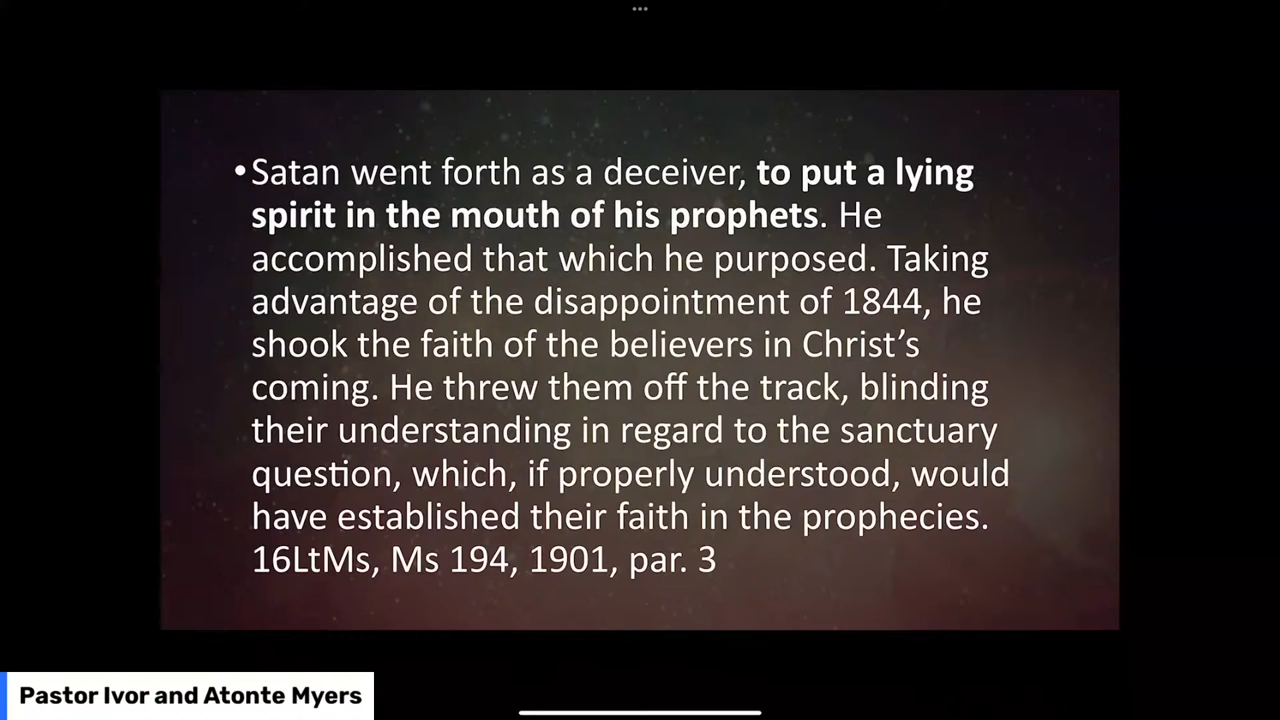 •Satan went forth as a deceiver, to put a lying
spirit in the mouth of his prophets. He
accomplished that which he purposed. Taking
advantage of the disappointment of 1844, he
shook the faith of the believers in Christ’s
coming. He threw them off the track, blinding
their understanding in regard to the sanctuary
question, which, if properly understood, would
have established their faith in the prophecies.
16LtMs, Ms 194, 1901, par. 3
Pastor Ivor and Atonte Myers